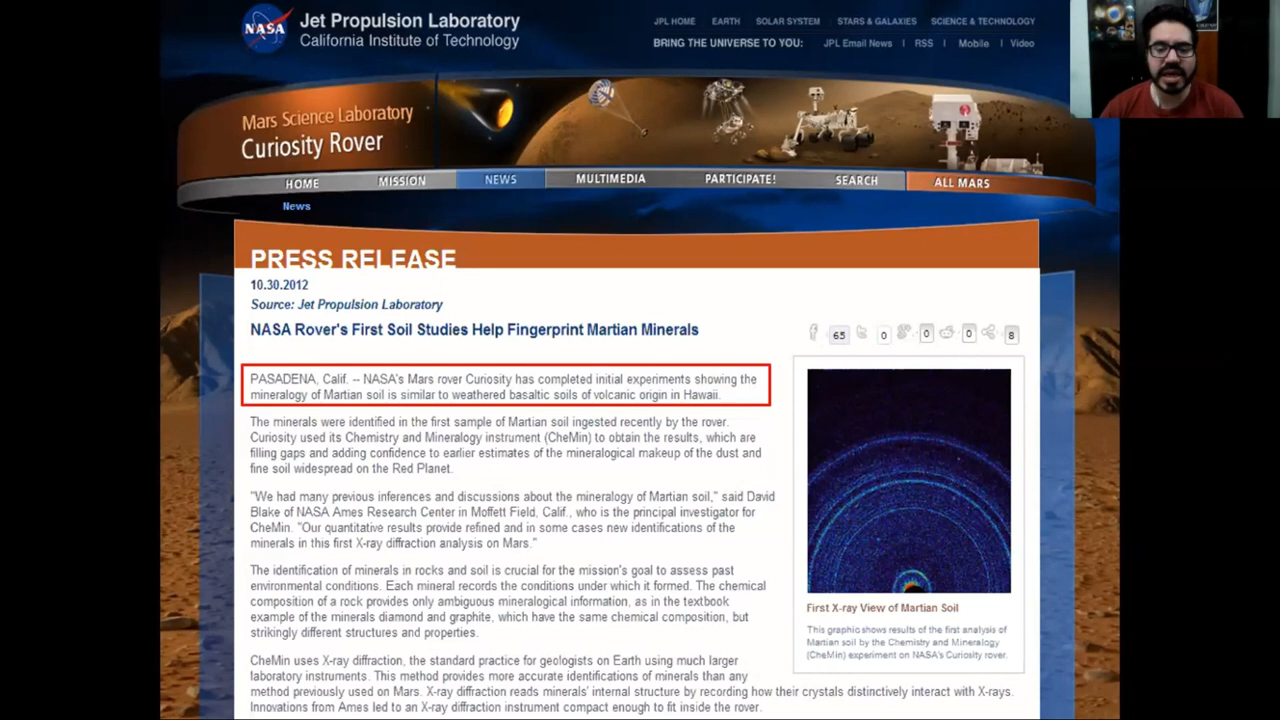 NASA
Jet Propulsion Laboratory
California Institute of Technology
JPL HOME EARTH SOLAR SYSTEM STARS & GALAXIES SCIENCE & TECHNOLOGY
BRING THE UNIVERSE TO YOU: JPL Email News | RSS | Mobile | Video
Mars Science Laboratory
Curiosity Rover
HOME MISSION NEWS MULTIMEDIA PARTICIPATE! SEARCH ALL MARS
News
PRESS RELEASE
10.30.2012
Source: Jet Propulsion Laboratory
NASA Rover's First Soil Studies Help Fingerprint Martian Minerals
65 0 0 0 8
PASADENA, Calif. -- NASA's Mars rover Curiosity has completed initial experiments showing the
mineralogy of Martian soil is similar to weathered basaltic soils of volcanic origin in Hawaii.
The minerals were identified in the first sample of Martian soil ingested recently by the rover.
Curiosity used its Chemistry and Mineralogy instrument (CheMin) to obtain the results, which are
filling gaps and adding confidence to earlier estimates of the mineralogical makeup of the dust and
fine soil widespread on the Red Planet.
"We had many previous inferences and discussions about the mineralogy of Martian soil," said David
Blake of NASA Ames Research Center in Moffett Field, Calif., who is the principal investigator for
CheMin. "Our quantitative results provide refined and in some cases new identifications of the
minerals in this first X-ray diffraction analysis on Mars."
The identification of minerals in rocks and soil is crucial for the mission's goal to assess past
environmental conditions. Each mineral records the conditions under which it formed. The chemical
composition of a rock provides only ambiguous mineralogical information, as in the textbook
example of the minerals diamond and graphite, which have the same chemical composition, but
strikingly different structures and properties.
CheMin uses X-ray diffraction, the standard practice for geologists on Earth using much larger
laboratory instruments. This method provides more accurate identifications of minerals than any
method previously used on Mars. X-ray diffraction reads minerals' internal structure by recording how their crystals distinctively interact with X-rays.
Innovations from Ames led to an X-ray diffraction instrument compact enough to fit inside the rover.
First X-ray View of Martian Soil
This graphic shows results of the first analysis of
Martian soil by the Chemistry and Mineralogy
(CheMin) experiment on NASA's Curiosity rover.